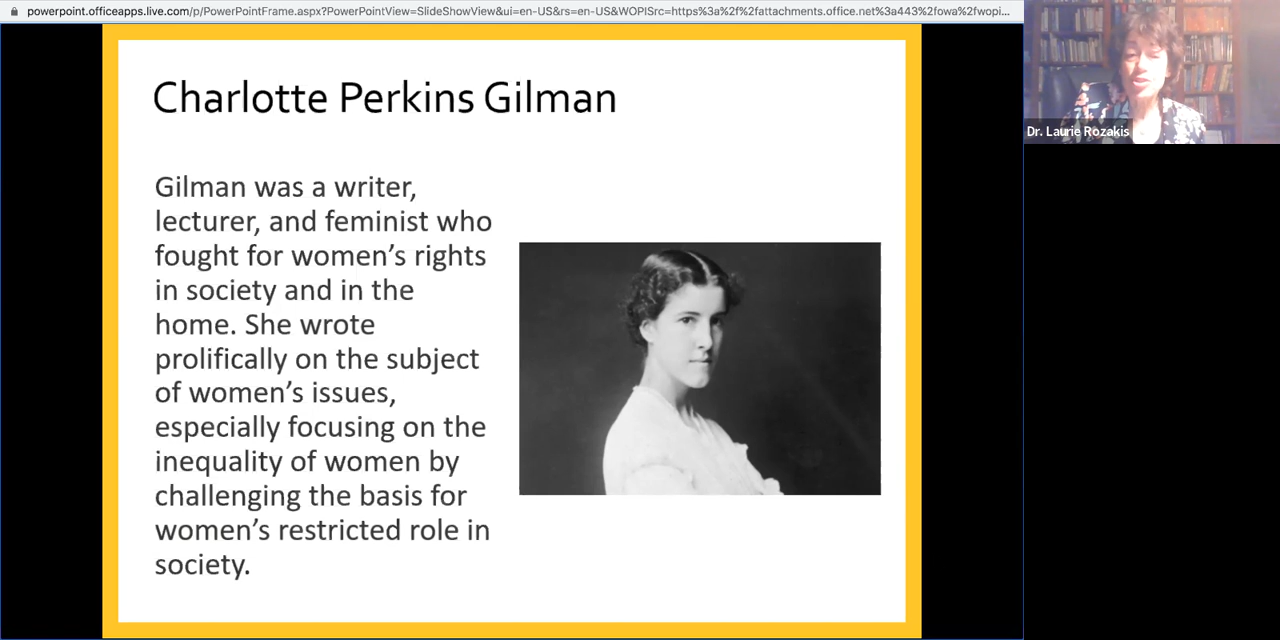 powerpoint.officeapps.live.com/p/PowerPointFrame.aspx?PowerPointView=SlideShowView&ui=en-US&rs=en-US&WOPISrc=https%3a%2f%2fattachments.office.net%3a443%2fowa%2fwopi...
Charlotte Perkins Gilman
Gilman was a writer,
lecturer, and feminist who
fought for women’s rights
in society and in the
home. She wrote
prolifically on the subject
of women’s issues,
especially focusing on the
inequality of women by
challenging the basis for
women’s restricted role in
society.
Dr. Laurie Rozakis